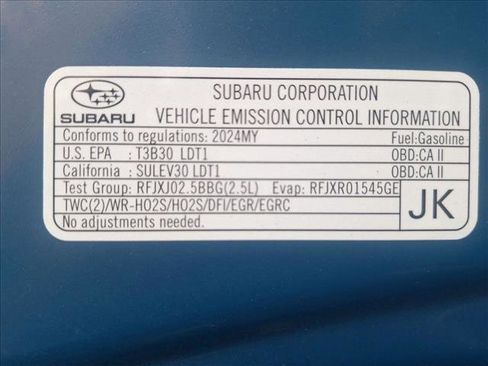 SUBARU CORPORATION
SUBARU VEHICLE EMISSION CONTROL INFORMATION
Conforms to regulations: 2024MY Fuel:Gasoline
U.S. EPA : T3B30 LDT1 OBD:CA II
California : SULEV30 LDT1 OBD:CA II
Test Group: RFJXJ02.5BBG(2.5L) Evap: RFJXR01545GE
TWC(2)/WR-HO2S/HO2S/DFI/EGR/EGRC
No adjustments needed.
JK